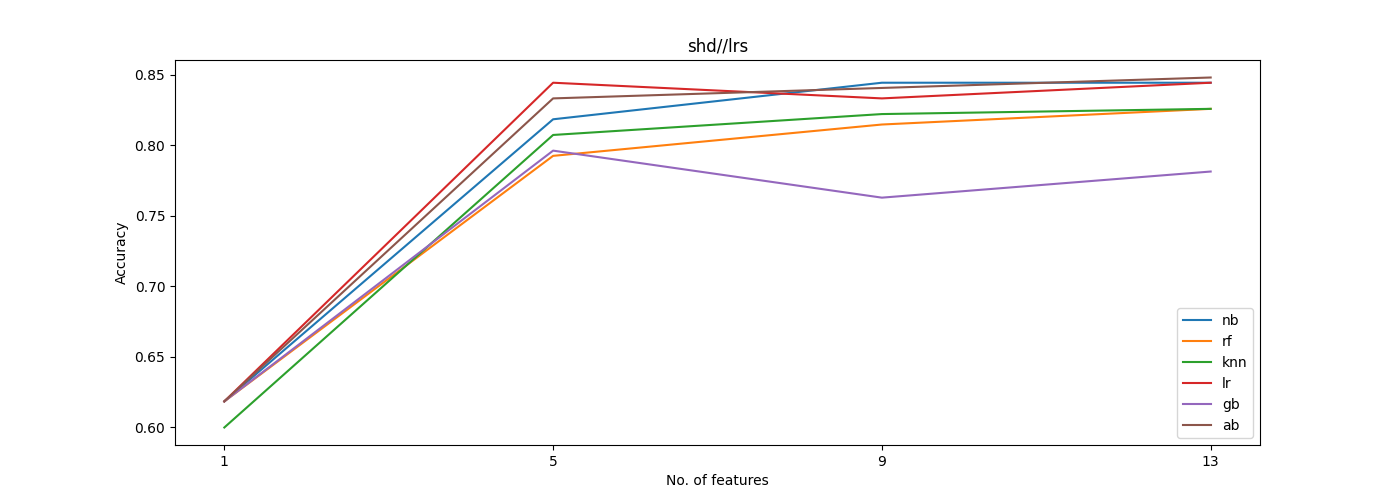 shd//lrs
Accuracy
0.85
0.80
0.75
0.70
0.65
0.60
1 5 9 13
No. of features
nb
rf
knn
lr
gb
ab